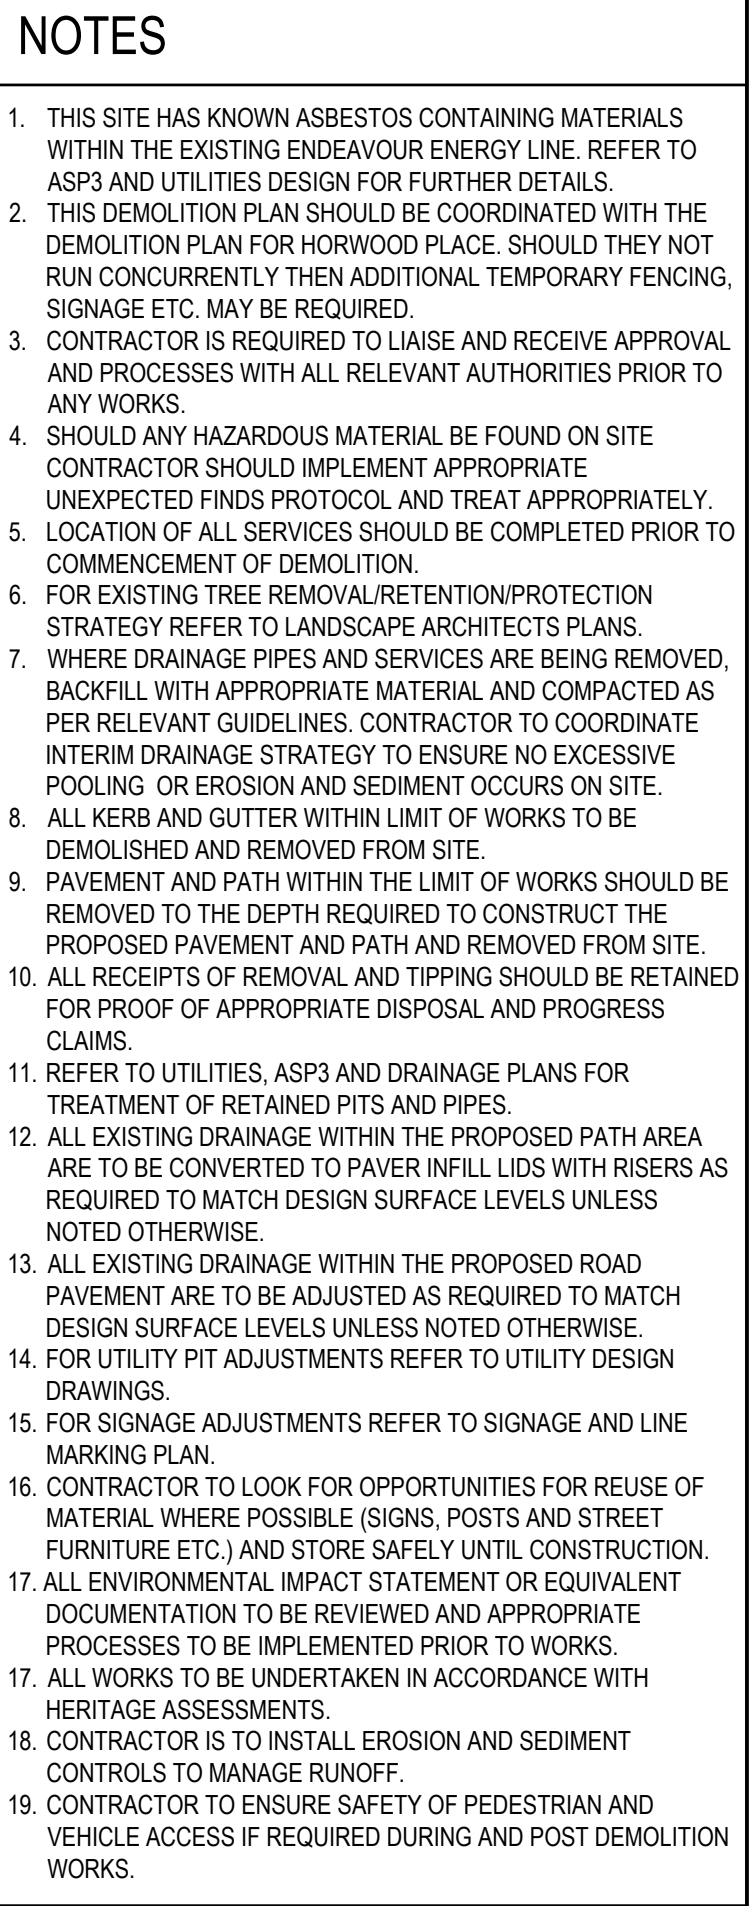 NOTES
1. THIS SITE HAS KNOWN ASBESTOS CONTAINING MATERIALS
WITHIN THE EXISTING ENDEAVOUR ENERGY LINE. REFER TO
ASP3 AND UTILITIES DESIGN FOR FURTHER DETAILS.
2. THIS DEMOLITION PLAN SHOULD BE COORDINATED WITH THE
DEMOLITION PLAN FOR HORWOOD PLACE. SHOULD THEY NOT
RUN CONCURRENTLY THEN ADDITIONAL TEMPORARY FENCING,
SIGNAGE ETC. MAY BE REQUIRED.
3. CONTRACTOR IS REQUIRED TO LIAISE AND RECEIVE APPROVAL
AND PROCESSES WITH ALL RELEVANT AUTHORITIES PRIOR TO
ANY WORKS.
4. SHOULD ANY HAZARDOUS MATERIAL BE FOUND ON SITE
CONTRACTOR SHOULD IMPLEMENT APPROPRIATE
UNEXPECTED FINDS PROTOCOL AND TREAT APPROPRIATELY.
5. LOCATION OF ALL SERVICES SHOULD BE COMPLETED PRIOR TO
COMMENCEMENT OF DEMOLITION.
6. FOR EXISTING TREE REMOVAL/RETENTION/PROTECTION
STRATEGY REFER TO LANDSCAPE ARCHITECTS PLANS.
7. WHERE DRAINAGE PIPES AND SERVICES ARE BEING REMOVED,
BACKFILL WITH APPROPRIATE MATERIAL AND COMPACTED AS
PER RELEVANT GUIDELINES. CONTRACTOR TO COORDINATE
INTERIM DRAINAGE STRATEGY TO ENSURE NO EXCESSIVE
POOLING OR EROSION AND SEDIMENT OCCURS ON SITE.
8. ALL KERB AND GUTTER WITHIN LIMIT OF WORKS TO BE
DEMOLISHED AND REMOVED FROM SITE.
9. PAVEMENT AND PATH WITHIN THE LIMIT OF WORKS SHOULD BE
REMOVED TO THE DEPTH REQUIRED TO CONSTRUCT THE
PROPOSED PAVEMENT AND PATH AND REMOVED FROM SITE.
10. ALL RECEIPTS OF REMOVAL AND TIPPING SHOULD BE RETAINED
FOR PROOF OF APPROPRIATE DISPOSAL AND PROGRESS
CLAIMS.
11. REFER TO UTILITIES, ASP3 AND DRAINAGE PLANS FOR
TREATMENT OF RETAINED PITS AND PIPES.
12. ALL EXISTING DRAINAGE WITHIN THE PROPOSED PATH AREA
ARE TO BE CONVERTED TO PAVER INFILL LIDS WITH RISERS AS
REQUIRED TO MATCH DESIGN SURFACE LEVELS UNLESS
NOTED OTHERWISE.
13. ALL EXISTING DRAINAGE WITHIN THE PROPOSED ROAD
PAVEMENT ARE TO BE ADJUSTED AS REQUIRED TO MATCH
DESIGN SURFACE LEVELS UNLESS NOTED OTHERWISE.
14. FOR UTILITY PIT ADJUSTMENTS REFER TO UTILITY DESIGN
DRAWINGS.
15. FOR SIGNAGE ADJUSTMENTS REFER TO SIGNAGE AND LINE
MARKING PLAN.
16. CONTRACTOR TO LOOK FOR OPPORTUNITIES FOR REUSE OF
MATERIAL WHERE POSSIBLE (SIGNS, POSTS AND STREET
FURNITURE ETC.) AND STORE SAFELY UNTIL CONSTRUCTION.
17. ALL ENVIRONMENTAL IMPACT STATEMENT OR EQUIVALENT
DOCUMENTATION TO BE REVIEWED AND APPROPRIATE
PROCESSES TO BE IMPLEMENTED PRIOR TO WORKS.
17. ALL WORKS TO BE UNDERTAKEN IN ACCORDANCE WITH
HERITAGE ASSESSMENTS.
18. CONTRACTOR IS TO INSTALL EROSION AND SEDIMENT
CONTROLS TO MANAGE RUNOFF.
19. CONTRACTOR TO ENSURE SAFETY OF PEDESTRIAN AND
VEHICLE ACCESS IF REQUIRED DURING AND POST DEMOLITION
WORKS.